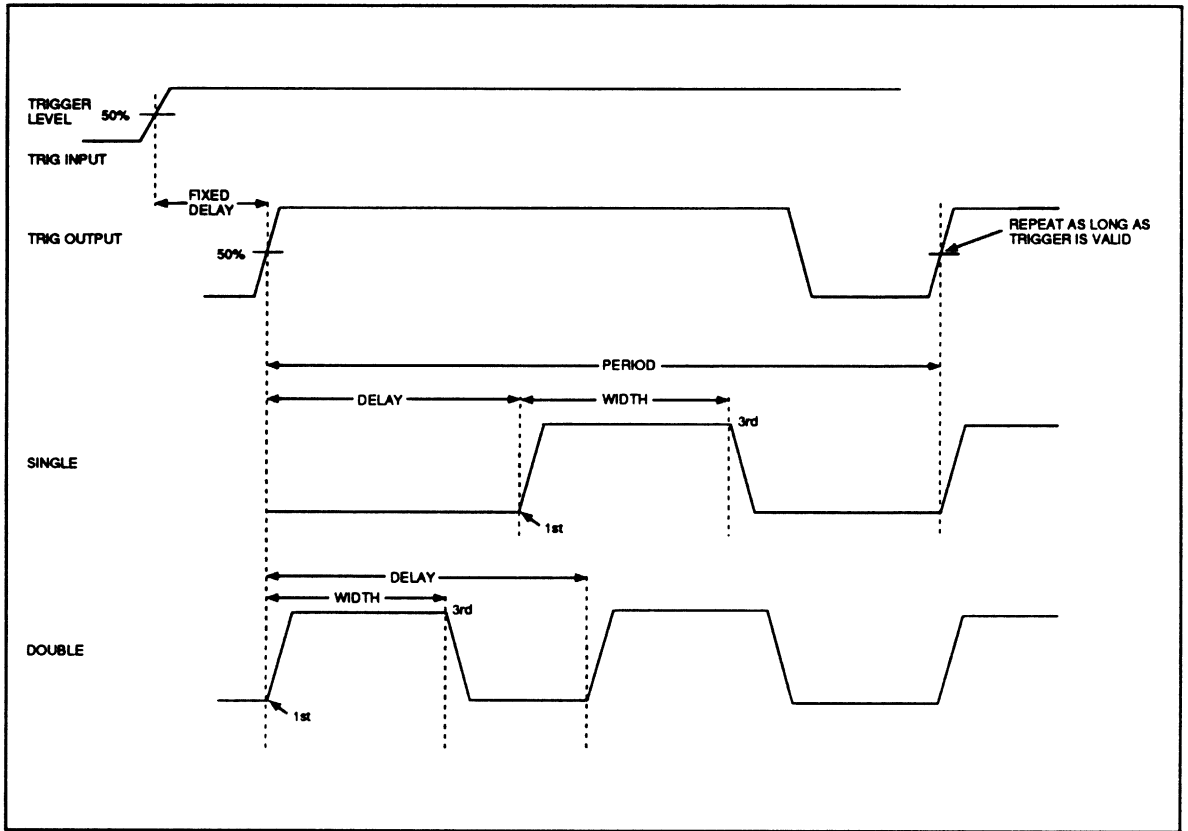 TRIGGER
LEVEL
50%
TRIG INPUT
FIXED
DELAY
TRIG OUTPUT
50%
REPEAT AS LONG AS
TRIGGER IS VALID
PERIOD
DELAY
WIDTH
3rd
SINGLE
1st
DELAY
WIDTH
3rd
DOUBLE
1st